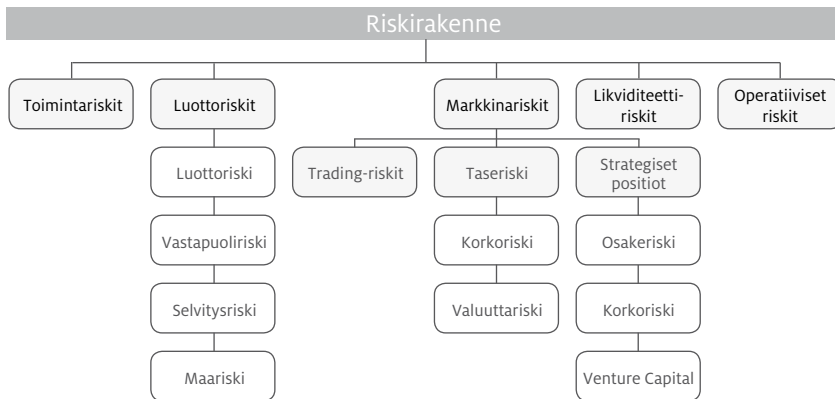 Riskirakenne
Toimintariskit
Luottoriskit
Markkinariskit
Likviditeetti-
riskit
Operatiiviset
riskit
Luottoriski
Trading-riskit
Taseriski
Strategiset
positiot
Vastapuoliriski
Korkoriski
Osakeriski
Selvitysriski
Valuuttariski
Korkoriski
Maariski
Venture Capital